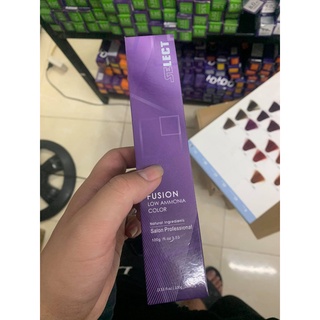 SELECT
FUSION
LOW AMMONIA
COLOR
Natural Ingredients
Salon Professional